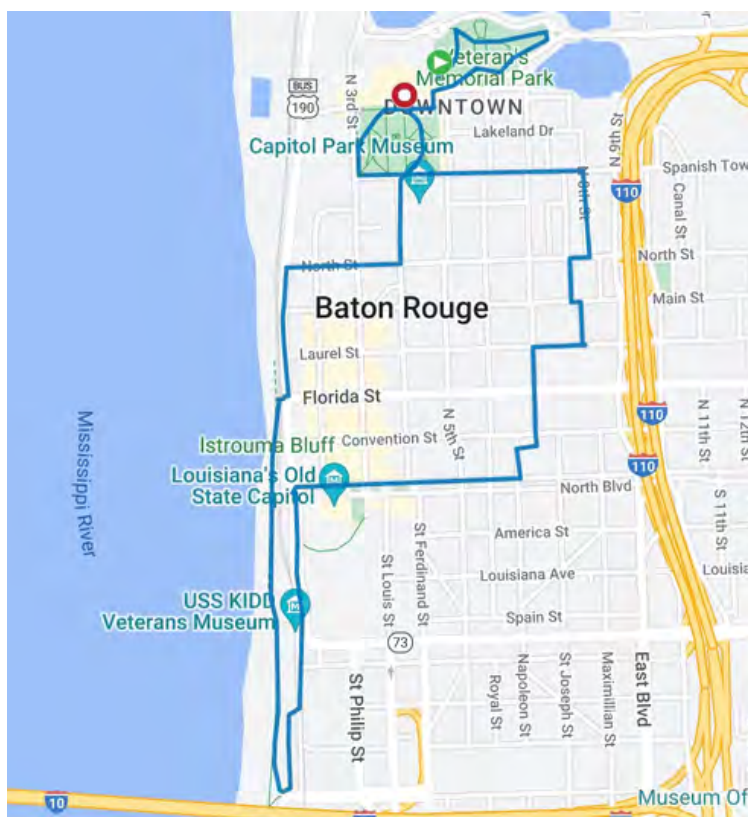 BUS
190
N 3rd St
Veteran's
Memorial Park
DOWNTOWN
Lakeland Dr
N 9th St
Capitol Park Museum
Spanish Tow
110
N 8th St
Canal St
North St
North St
Main St
Baton Rouge
Laurel St
Florida St
110
N 5th St
N 11th St
N 12th St
Convention St
Istrouma Bluff
Louisiana's Old
State Capitol
110
North Blvd
S 11th St
Mississippi River
America St
St Ferdinand St
St Louis St
Louisiana Ave
Louisia
USS KIDD
Veterans Museum
Spain St
73
St Philip St
Royal St
Napoleon St
St Joseph St
Maximillian St
East Blvd
10
Museum Of